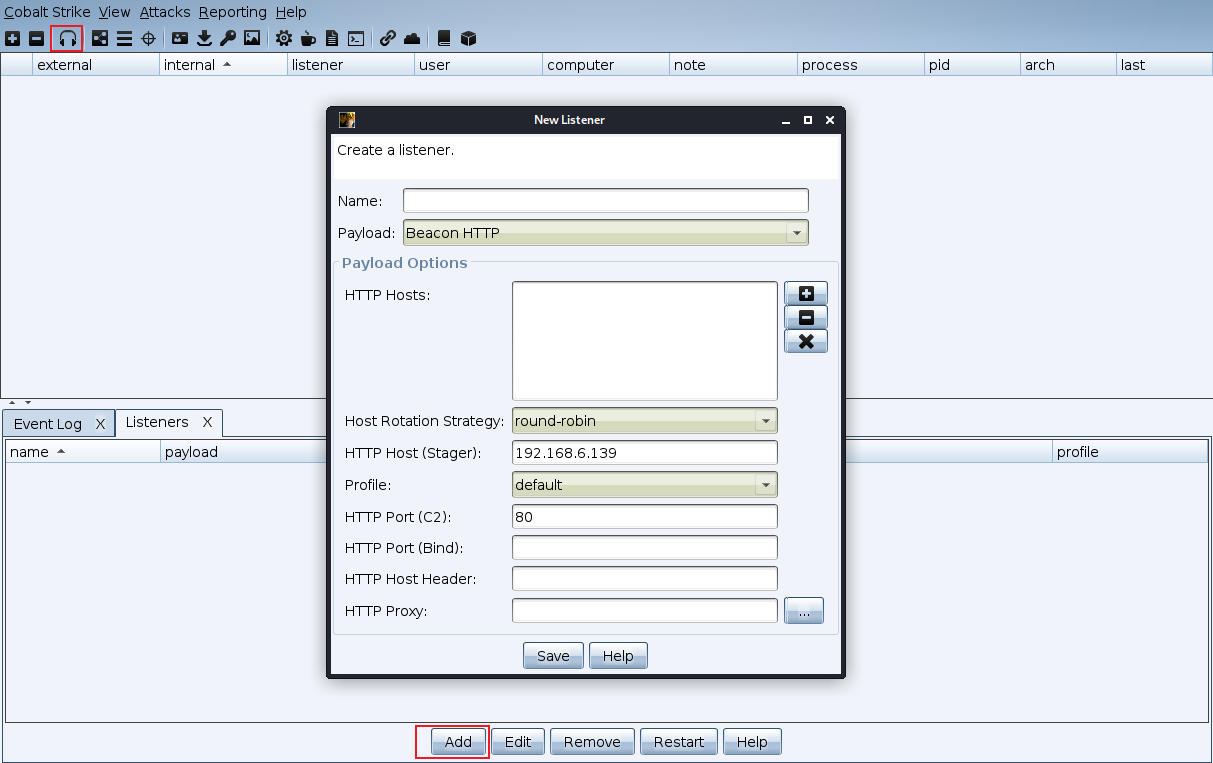 Cobalt Strike View Attacks Reporting Help
external internal listener user computer note process pid arch last
New Listener
Create a listener.
Name:
Payload: Beacon HTTP
Payload Options
HTTP Hosts:
Host Rotation Strategy: round-robin
HTTP Host (Stager): 192.168.6.139
Profile: default
HTTP Port (C2): 80
HTTP Port (Bind):
HTTP Host Header:
HTTP Proxy: ...
Save Help
Event Log X Listeners X
name payload profile
Add Edit Remove Restart Help